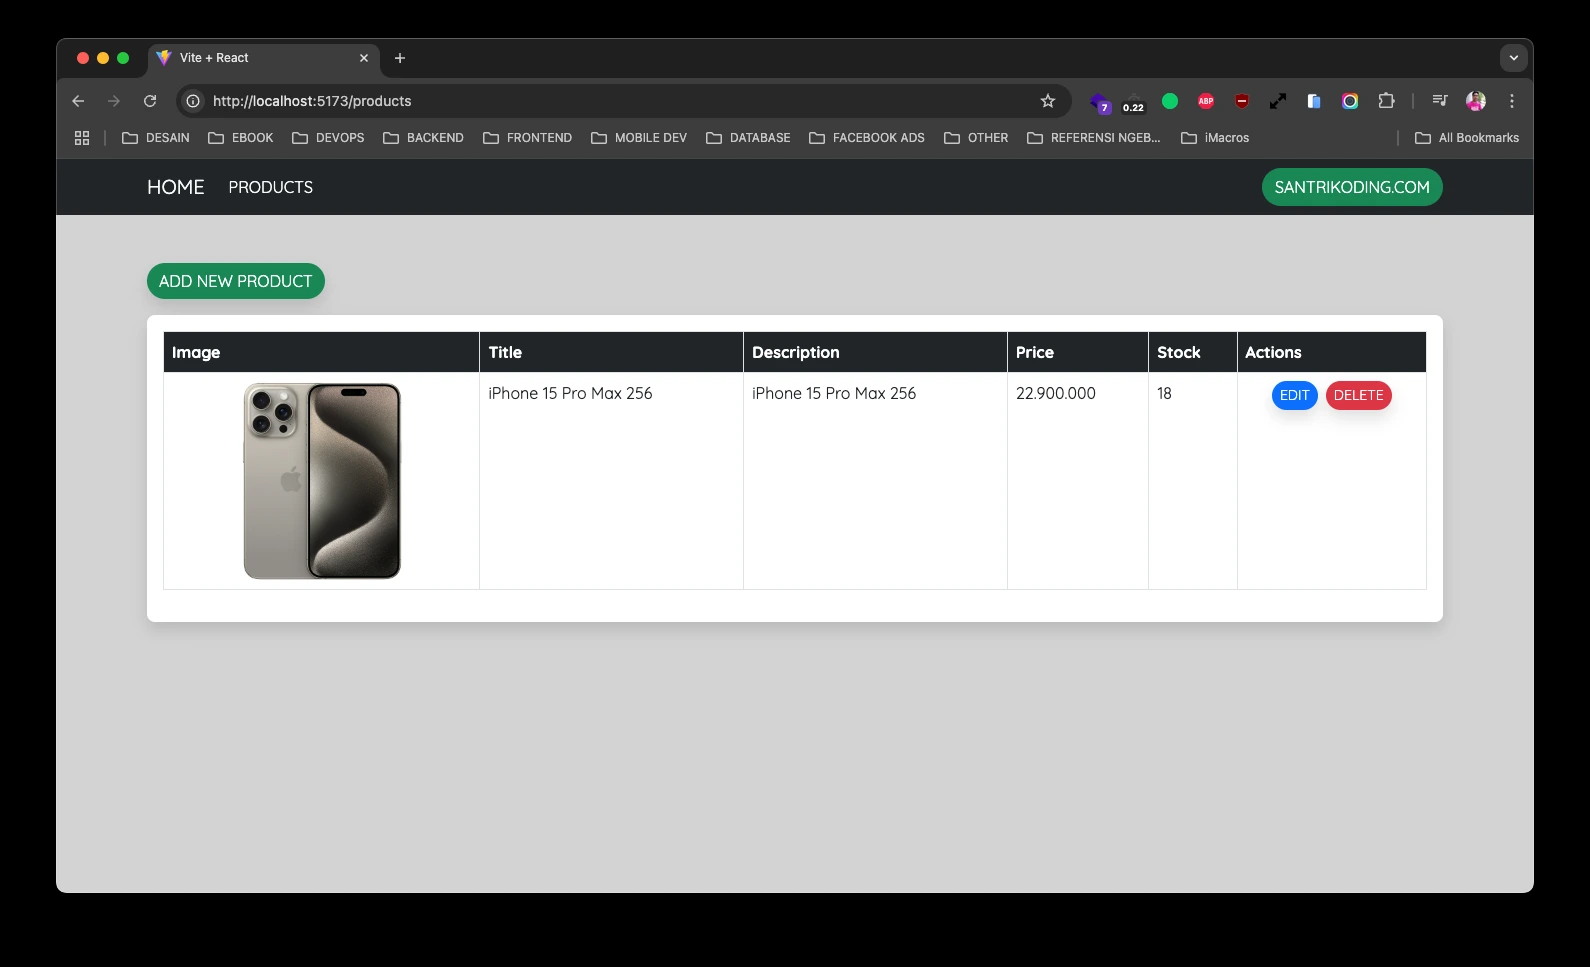 Vite + React
http://localhost:5173/products
7
0.22
ABP
DESAIN EBOOK DEVOPS BACKEND FRONTEND MOBILE DEV DATABASE FACEBOOK ADS OTHER REFERENSI NGEB... iMacros All Bookmarks
HOME PRODUCTS SANTRIKODING.COM
ADD NEW PRODUCT
Image Title Description Price Stock Actions
iPhone 15 Pro Max 256 iPhone 15 Pro Max 256 22.900.000 18 EDIT DELETE